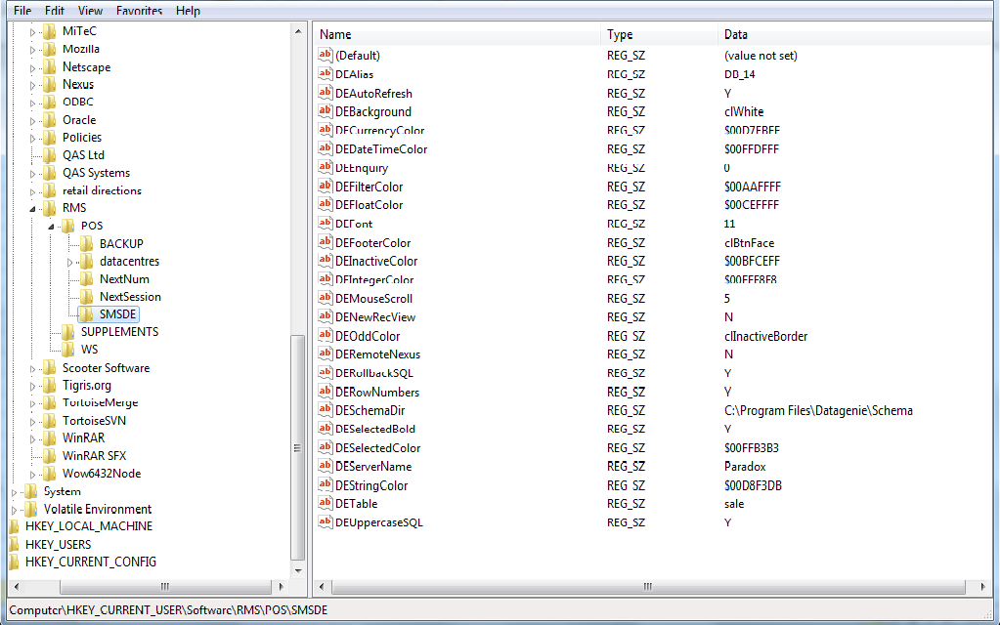 File Edit View Favorites Help
MiTeC
Mozilla
Netscape
Nexus
ODBC
Oracle
Policies
QAS Ltd
QAS Systems
retail directions
RMS
POS
BACKUP
datacentres
NextNum
NextSession
SMSDE
SUPPLEMENTS
WS
Scooter Software
Tigris.org
TortoiseMerge
TortoiseSVN
WinRAR
WinRAR SFX
Wow6432Node
System
Volatile Environment
HKEY_LOCAL_MACHINE
HKEY_USERS
HKEY_CURRENT_CONFIG
Name Type Data
(Default) REG_SZ (value not set)
DEAlias REG_SZ DB_14
DEAutoRefresh REG_SZ Y
DEBackground REG_SZ clWhite
DECurrencyColor REG_SZ
DEDateTimeColor REG_SZ $00FFDFFF
DEEnquiry REG_SZ 0
DEFilterColor REG_SZ $00AAFFFF
DEFloatColor REG_SZ $00CEFFFF
DEFont REG_SZ 11
DEFooterColor REG_SZ clBtnFace
DEInactiveColor REG_SZ $00BFCEFF
DEIntegerColor REG_SZ
DEMouseScroll REG_SZ 5
DENewRecView REG_SZ N
DEOddColor REG_SZ clInactiveBorder
DERemoteNexus REG_SZ N
DERollbackSQL REG_SZ Y
DERowNumbers REG_SZ Y
DESchemaDir REG_SZ C:\Program Files\Datagenie\Schema
DESelectedBold REG_SZ Y
DESelectedColor REG_SZ $00FFB3B3
DEServerName REG_SZ Paradox
DEStringColor REG_SZ $00D8F3DB
DETable REG_SZ sale
DEUppercaseSQL REG_SZ Y
Computer\HKEY_CURRENT_USER\Software\RMS\POS\SMSDE